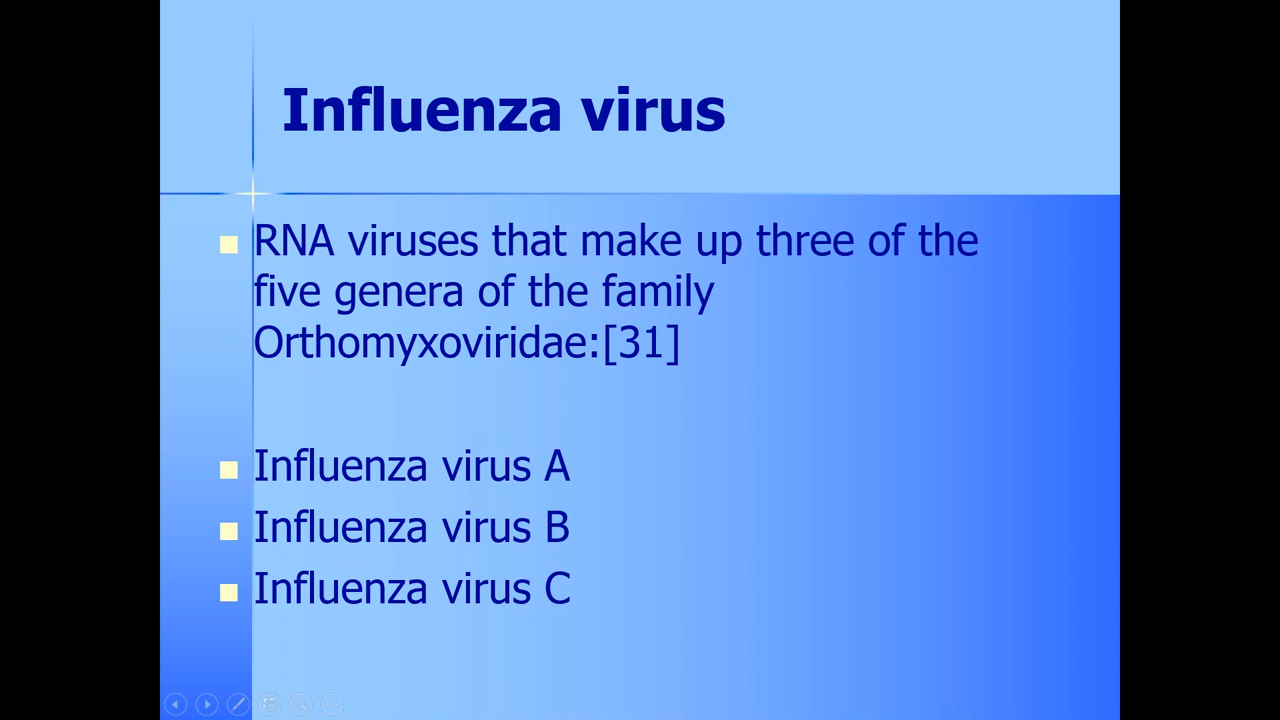 Influenza virus
RNA viruses that make up three of the
five genera of the family
Orthomyxoviridae:[31]
Influenza virus A
Influenza virus B
Influenza virus C